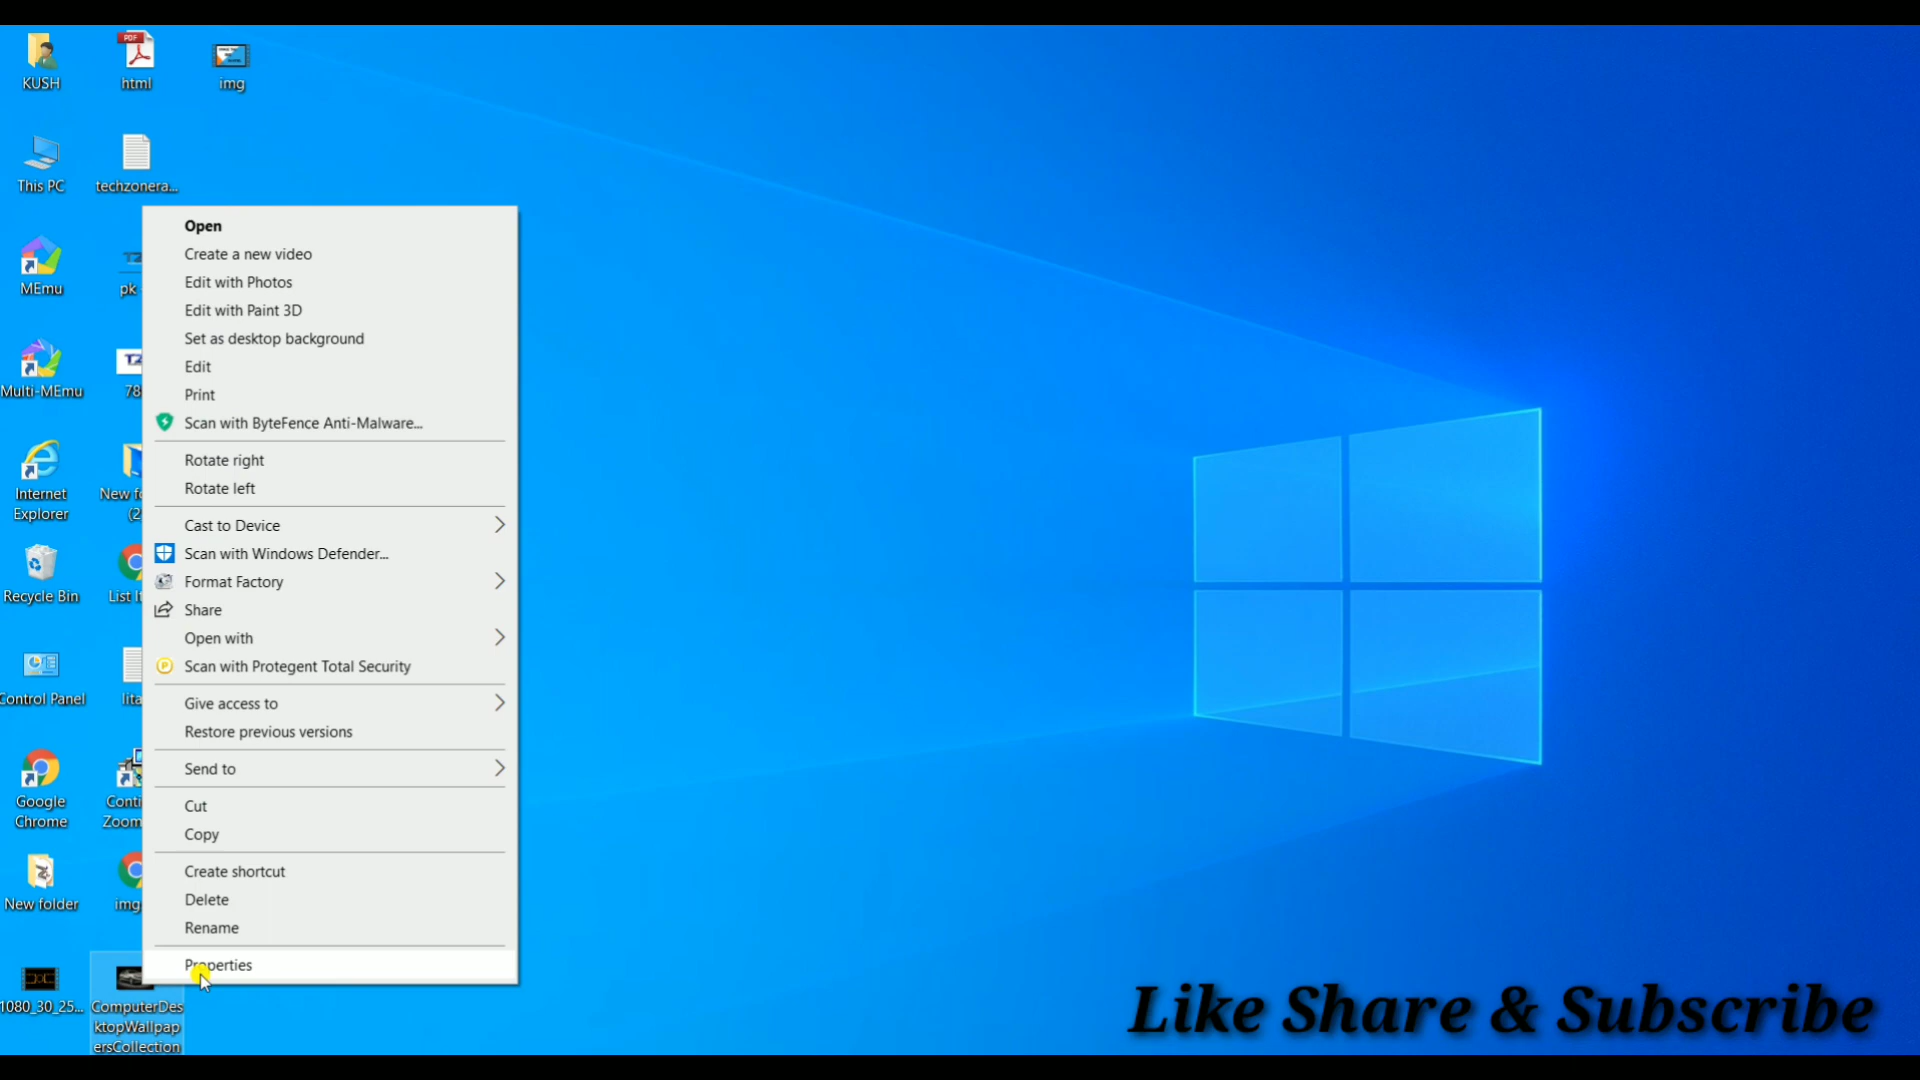 KUSH
html
img
This PC
techzonera...
MEmu
pk
Multi-MEmu
78
Internet
Explorer
New fo
(2
Recycle Bin
List
Control Panel
lita
Google
Chrome
Conti
Zoom
New folder
img
1080_30_25...
ComputerDes
ktopWallpap
ersCollection
Open
Create a new video
Edit with Photos
Edit with Paint 3D
Set as desktop background
Edit
Print
Scan with ByteFence Anti-Malware...
Rotate right
Rotate left
Cast to Device
Scan with Windows Defender...
Format Factory
Share
Open with
Scan with Protegent Total Security
Give access to
Restore previous versions
Send to
Cut
Copy
Create shortcut
Delete
Rename
Properties
Like Share & Subscribe